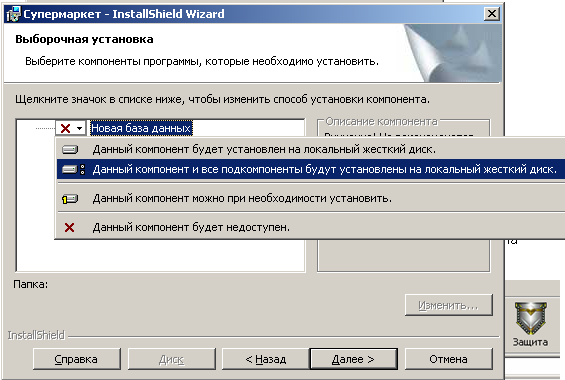 Супермаркет - InstallShield Wizard
Выборочная установка
Выберите компоненты программы, которые необходимо установить.
Щелкните значок в списке ниже, чтобы изменить способ установки компонента.
Новая база данных
Описание компонента
Данный компонент будет установлен на локальный жесткий диск.
Данный компонент и все подкомпоненты будут установлены на локальный жесткий диск.
Данный компонент можно при необходимости установить.
Данный компонент будет недоступен.
Папка:
Изменить...
Защита
InstallShield
Справка
Диск
< Назад
Далее >
Отмена